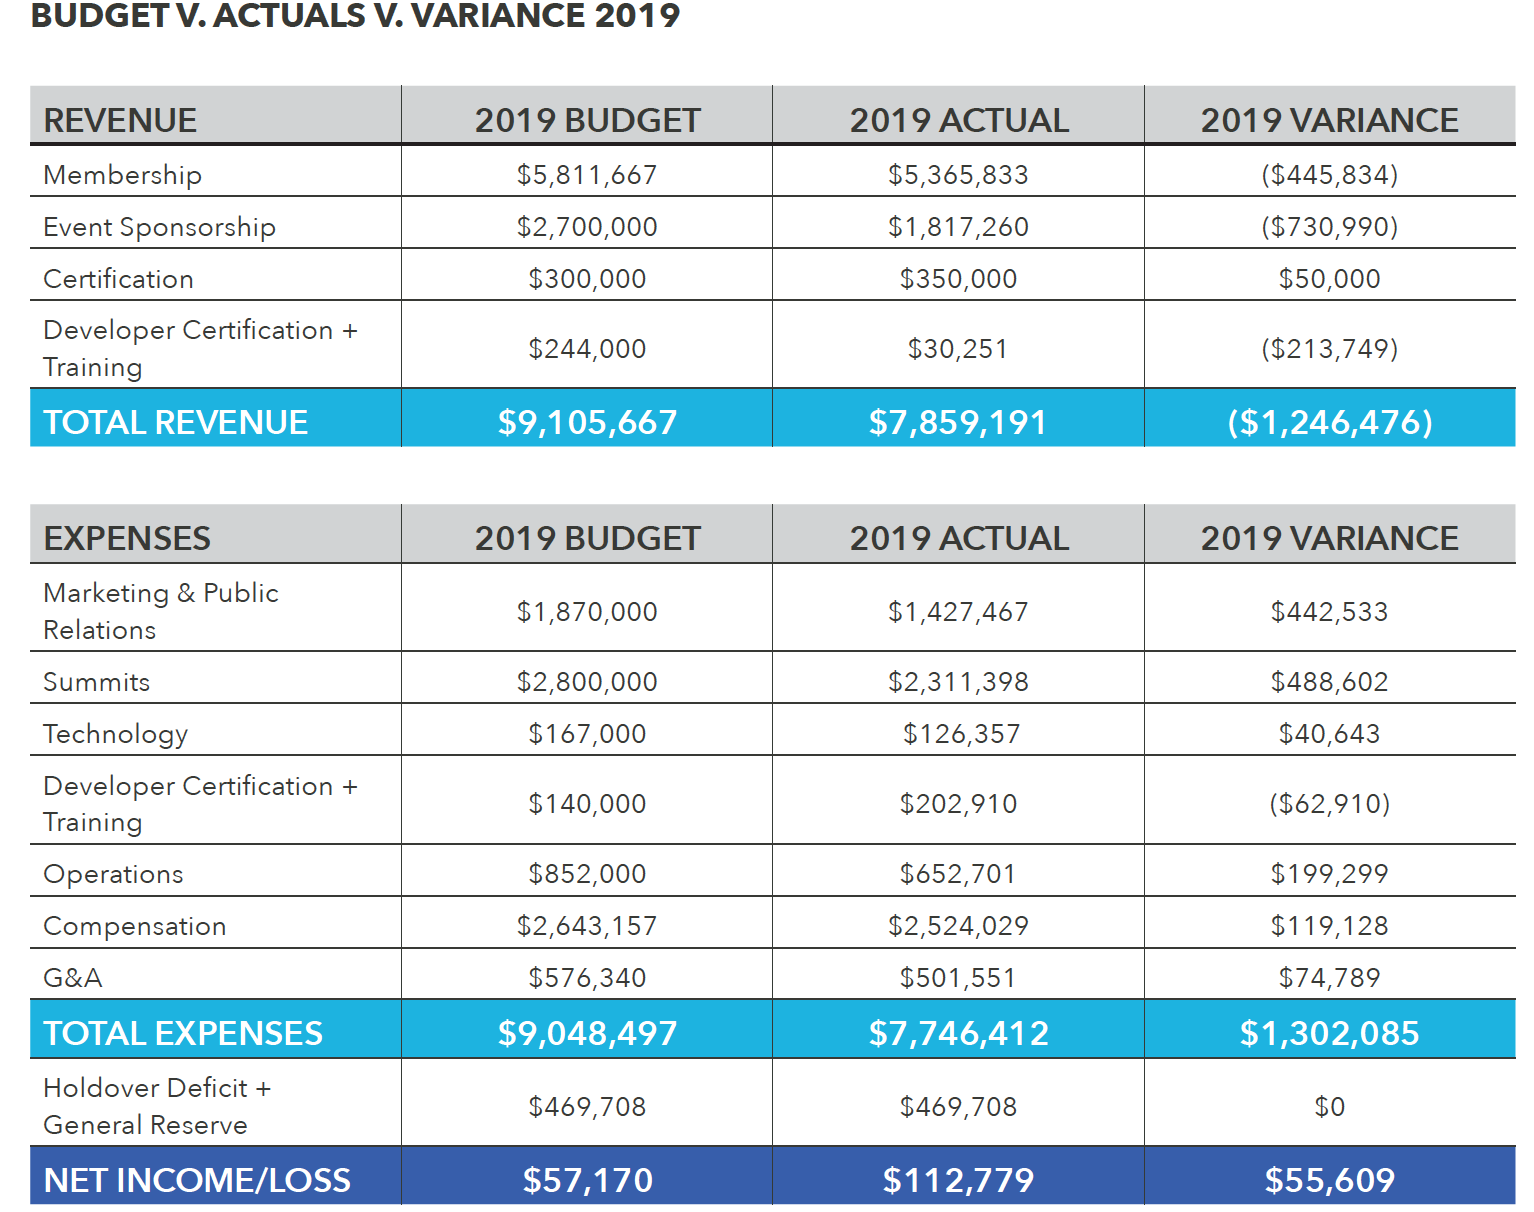 BUDGET V. ACTUALS V. VARIANCE 2019
REVENUE 2019 BUDGET 2019 ACTUAL 2019 VARIANCE
Membership $5,811,667 $5,365,833 ($445,834)
Event Sponsorship $2,700,000 $1,817,260 ($730,990)
Certification $300,000 $350,000 $50,000
Developer Certification +
Training $244,000 $30,251 ($213,749)
TOTAL REVENUE $9,105,667 $7,859,191 ($1,246,476)
EXPENSES 2019 BUDGET 2019 ACTUAL 2019 VARIANCE
Marketing & Public
Relations $1,870,000 $1,427,467 $442,533
Summits $2,800,000 $2,311,398 $488,602
Technology $167,000 $126,357 $40,643
Developer Certification +
Training $140,000 $202,910 ($62,910)
Operations $852,000 $652,701 $199,299
Compensation $2,643,157 $2,524,029 $119,128
G&A $576,340 $501,551 $74,789
TOTAL EXPENSES $9,048,497 $7,746,412 $1,302,085
Holdover Deficit +
General Reserve $469,708 $469,708 $0
NET INCOME/LOSS $57,170 $112,779 $55,609